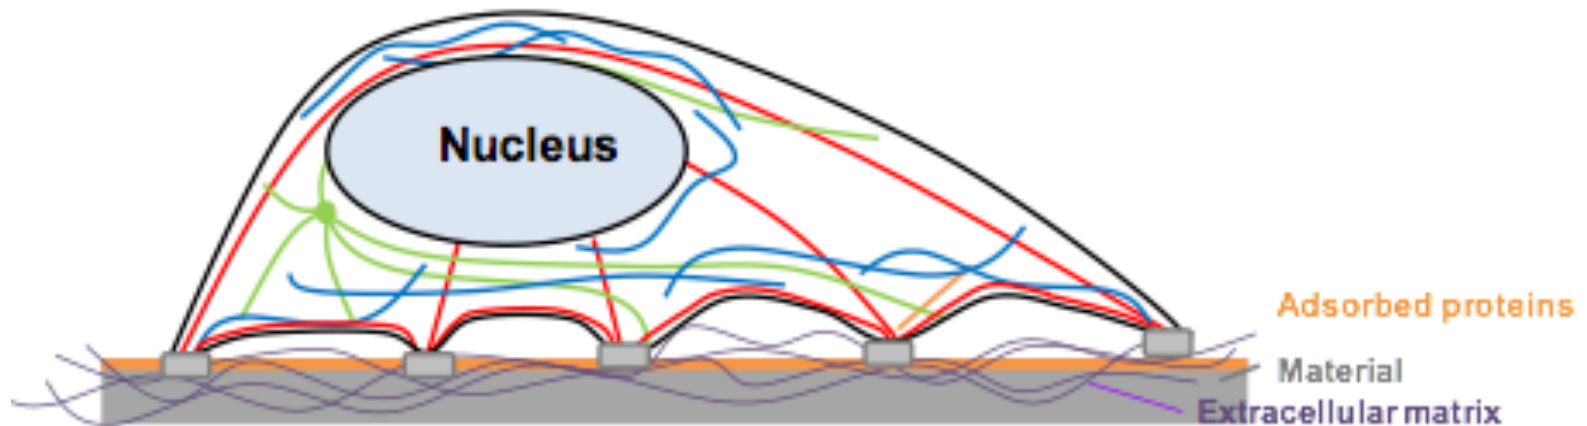 Nucleus
Adsorbed proteins
Material
Extracellular matrix